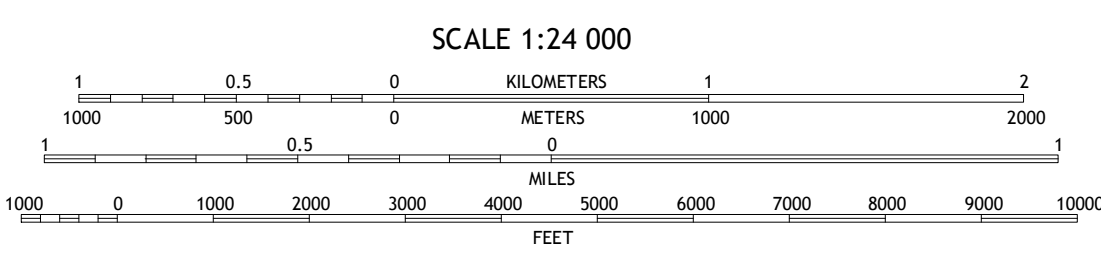 SCALE 1:24 000
1 0.5 0 KILOMETERS 1 2
1000 500 0 METERS 1000 2000
1 0.5 0 1
MILES
1000 0 1000 2000 3000 4000 5000 6000 7000 8000 9000 10000
FEET